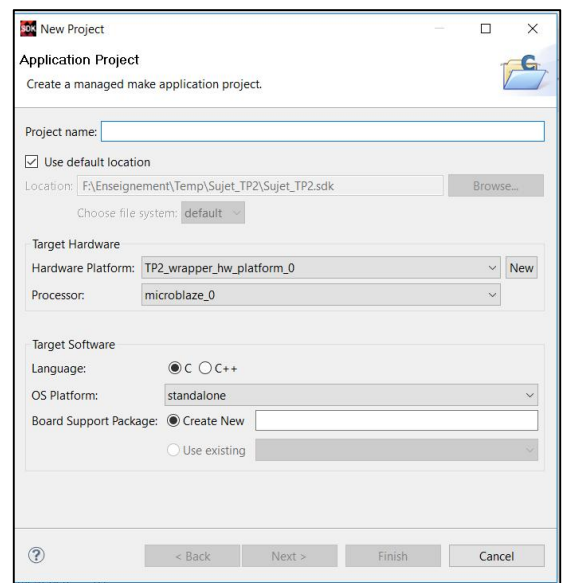 SDK New Project
Application Project
Create a managed make application project.
C
Project name:
Use default location
Location: F:\Enseignement\Temp\Sujet_TP2\Sujet_TP2.sdk Browse...
Choose file system: default
Target Hardware
Hardware Platform: TP2_wrapper_hw_platform_0 New
Processor: microblaze_0
Target Software
Language: C C++
OS Platform: standalone
Board Support Package: Create New
Use existing
? < Back Next > Finish Cancel